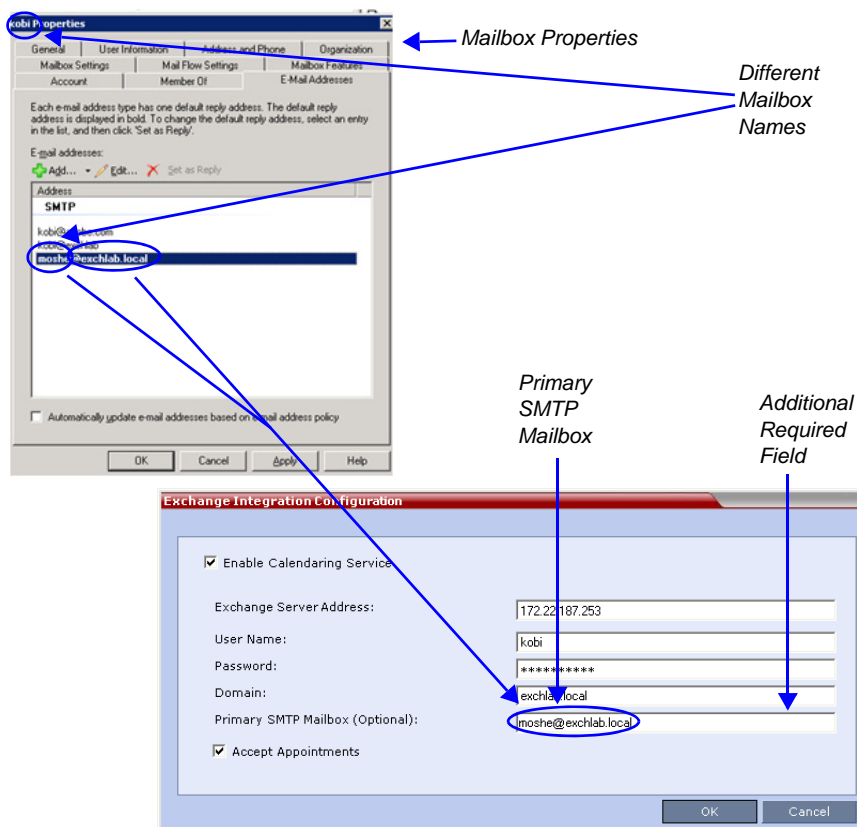 kobi Properties
Mailbox Properties
General User Information Address and Phone Organization
Mailbox Settings Mail Flow Settings Mailbox Features
Account Member Of E-Mail Addresses
Different
Mailbox
Names
Each e-mail address type has one default reply address. The default reply
address is displayed in bold. To change the default reply address, select an entry
in the list, and then click 'Set as Reply'.
E-mail addresses:
Add... Edit... Set as Reply
Address
SMTP
kobi@exchlab
moshe@exchlab.local
Automatically update e-mail addresses based on e-mail address policy
OK Cancel Apply Help
Primary
SMTP
Mailbox
Additional
Required
Field
Exchange Integration Configuration
Enable Calendaring Service
Exchange Server Address: 172.22.187.253
User Name: kobi
Password: **********
Domain: exchlab.local
Primary SMTP Mailbox (Optional): moshe@exchlab.local
Accept Appointments
OK Cancel